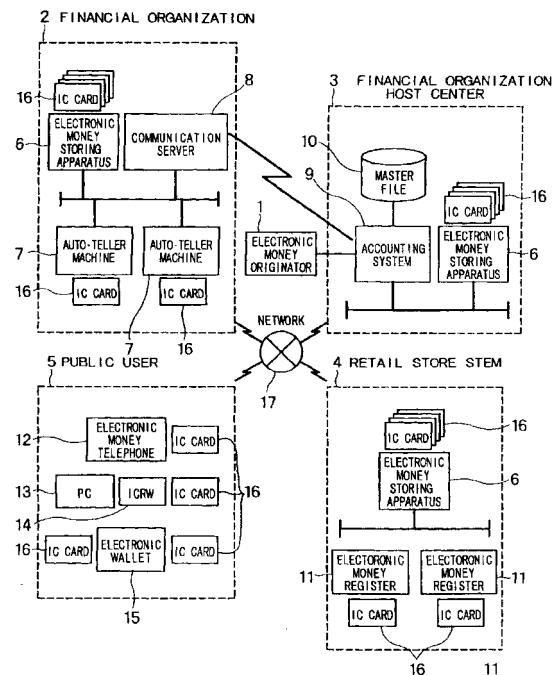 2 FINANCIAL ORGANIZATION
8
16
IC CARD
6
ELECTRONIC
MONEY
STORING
APPARATUS
COMMUNICATION
SERVER
7
AUTO-TELLER
MACHINE
AUTO-TELLER
MACHINE
16
IC CARD
IC CARD
7
16
3 FINANCIAL ORGANIZATION
HOST CENTER
10
MASTER
FILE
16
IC CARD
9
1
ELECTRONIC
MONEY
ORIGINATOR
ACCOUNTING
SYSTEM
ELECTRONIC
MONEY
STORING
APPARATUS
6
NETWORK
17
5 PUBLIC USER
12
ELECTRONIC
MONEY
TELEPHONE
IC CARD
13
PC
ICRW
IC CARD
16
14
16
IC CARD
ELECTRONIC
WALLET
IC CARD
15
4 RETAIL STORE STEM
16
IC CARD
ELECTRONIC
MONEY
STORING
APPARATUS
6
11
ELECTORONIC
MONEY
REGISTER
ELECTORONIC
MONEY
REGISTER
11
IC CARD
IC CARD
16
11